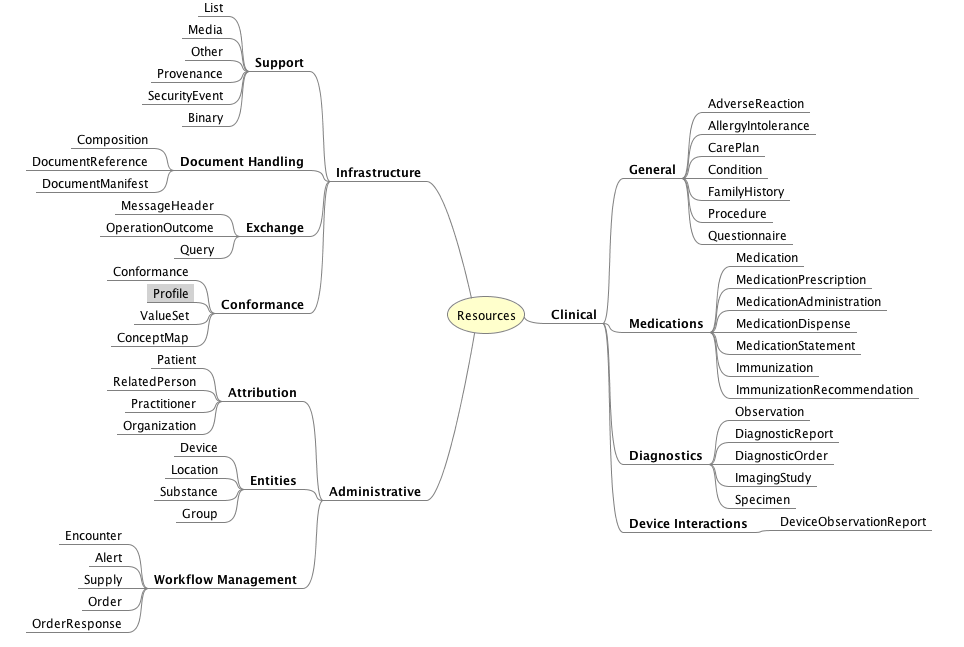 List
Media
Other
Provenance
SecurityEvent
Binary
Support
Composition
DocumentReference
DocumentManifest
Document Handling
MessageHeader
OperationOutcome
Query
Exchange
Conformance
Profile
ValueSet
ConceptMap
Conformance
Infrastructure
Patient
RelatedPerson
Practitioner
Organization
Attribution
Device
Location
Substance
Group
Entities
Encounter
Alert
Supply
Order
OrderResponse
Workflow Management
Administrative
Resources
Clinical
General
AdverseReaction
AllergyIntolerance
CarePlan
Condition
FamilyHistory
Procedure
Questionnaire
Medications
Medication
MedicationPrescription
MedicationAdministration
MedicationDispense
MedicationStatement
Immunization
ImmunizationRecommendation
Diagnostics
Observation
DiagnosticReport
DiagnosticOrder
ImagingStudy
Specimen
Device Interactions
DeviceObservationReport